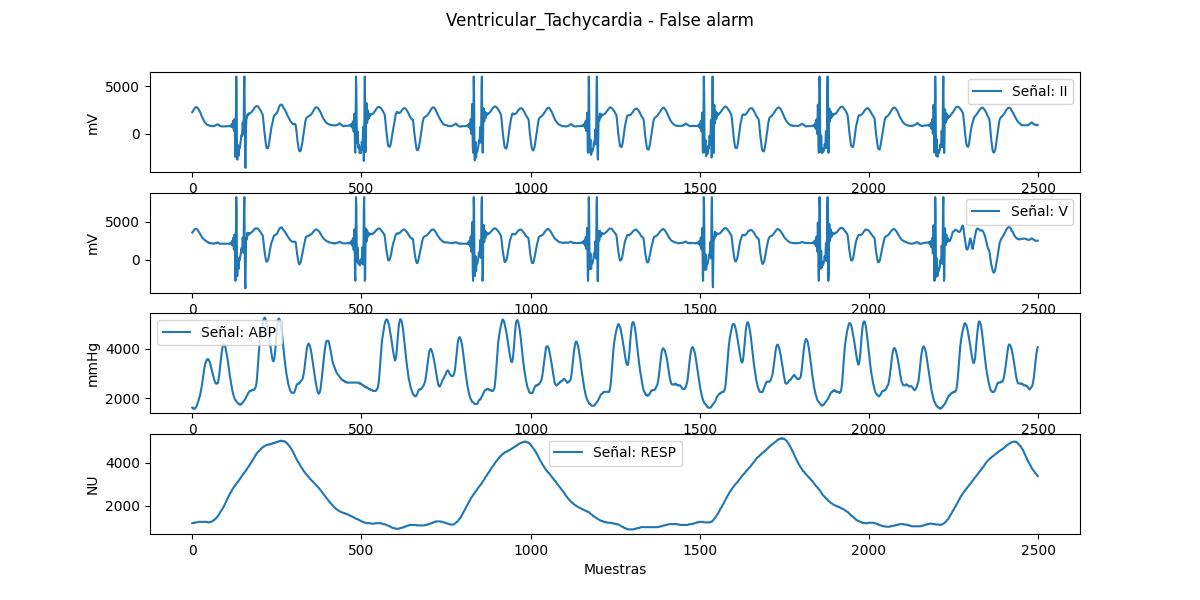 Ventricular_Tachycardia - False alarm
5000
0
mV
Señal: II
0 500 1000 1500 2000 2500
5000
0
mV
Señal: V
0 500 1000 1500 2000 2500
4000
2000
mmHg
Señal: ABP
0 500 1000 1500 2000 2500
4000
2000
NU
Señal: RESP
0 500 1000 1500 2000 2500
Muestras